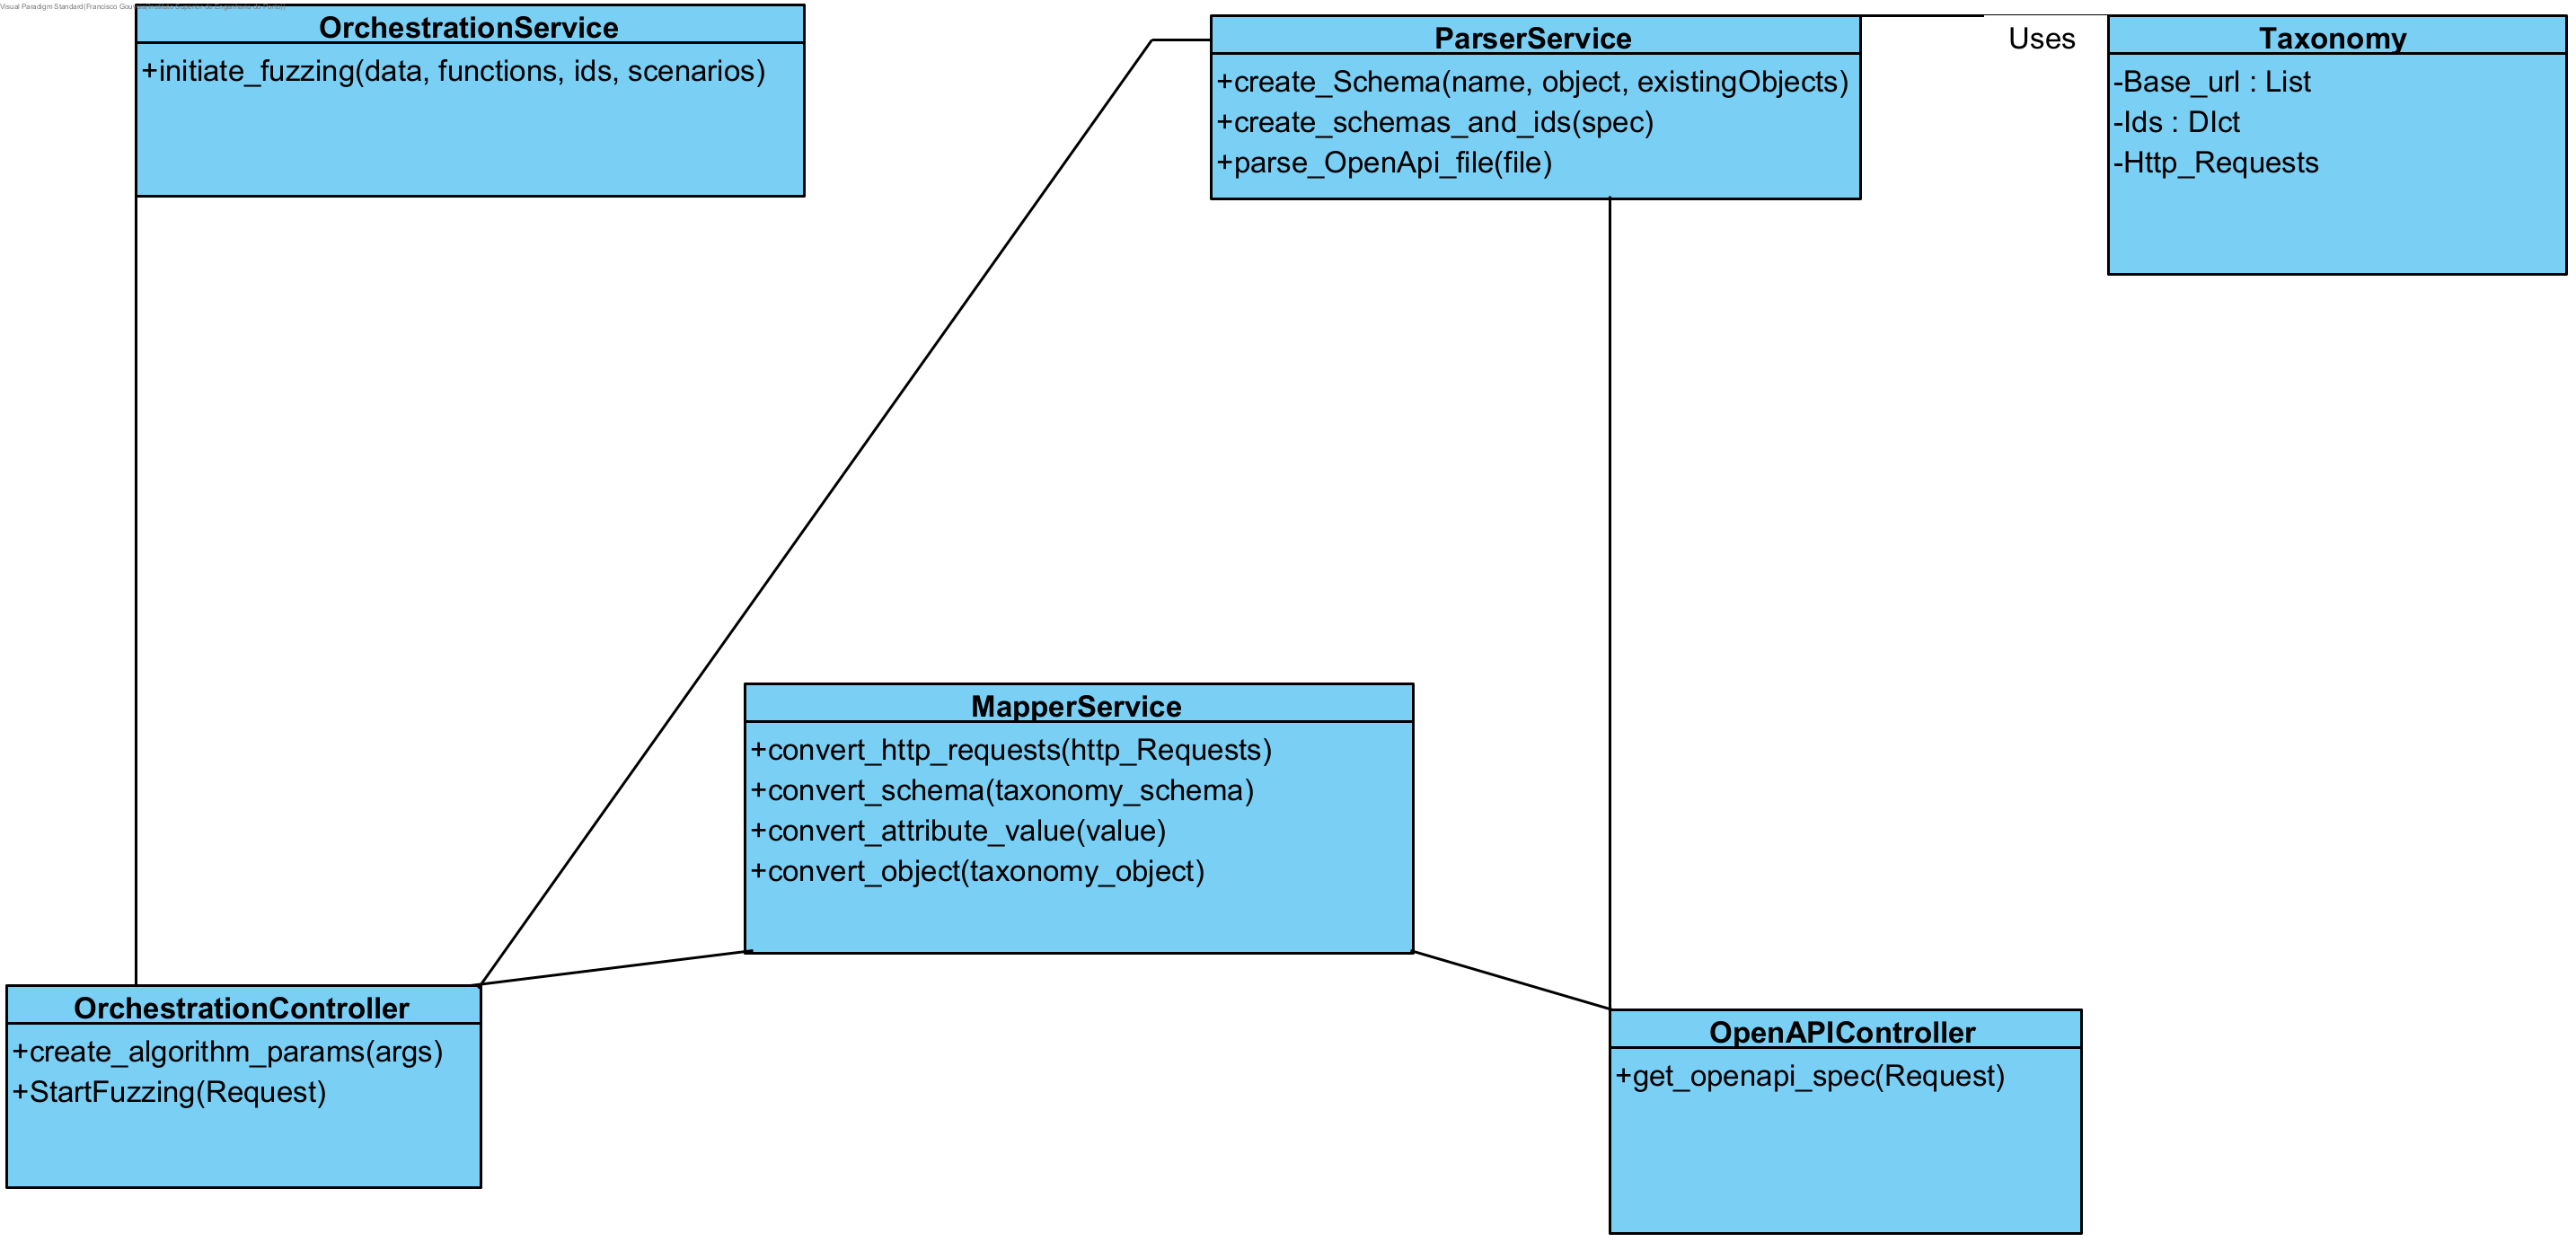 Visual Paradigm Standard(Francisco
OrchestrationService
+initiate_fuzzing(data, functions, ids, scenarios)
ParserService
+create_Schema(name, object, existingObjects)
+create_schemas_and_ids(spec)
+parse_OpenApi_file(file)
Uses
Taxonomy
-Base_url : List
-Ids : DIct
-Http_Requests
MapperService
+convert_http_requests(http_Requests)
+convert_schema(taxonomy_schema)
+convert_attribute_value(value)
+convert_object(taxonomy_object)
OrchestrationController
+create_algorithm_params(args)
+StartFuzzing(Request)
OpenAPIController
+get_openapi_spec(Request)